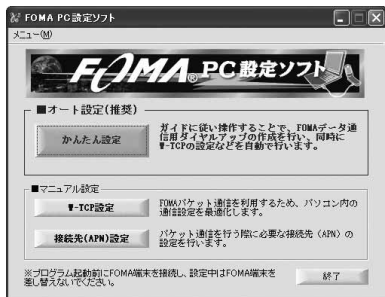 FOMA PC設定ソフト
メニュー(M)
FOMA® PC設定ソフト
■オート設定(推奨)
かんたん設定
ガイドに従い操作することで、FOMAデータ通
信用ダイヤルアップの作成を行い、同時に
W-TCPの設定などを自動で行います。
■マニュアル設定
W-TCP設定
FOMAパケット通信を利用するため、パソコン内の
通信設定を最適化します。
接続先(APN)設定
パケット通信を行う際に必要な接続先(APN)の
設定を行います。
※プログラム起動前にFOMA端末を接続し、設定中はFOMA端末を
差し替えないでください。
終了